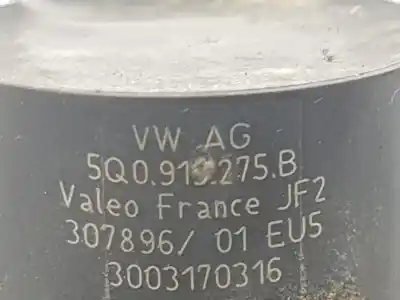 VW AG
5Q0.919.275.B
Valeo France JF2
307896/ 01 EU5
3003170316